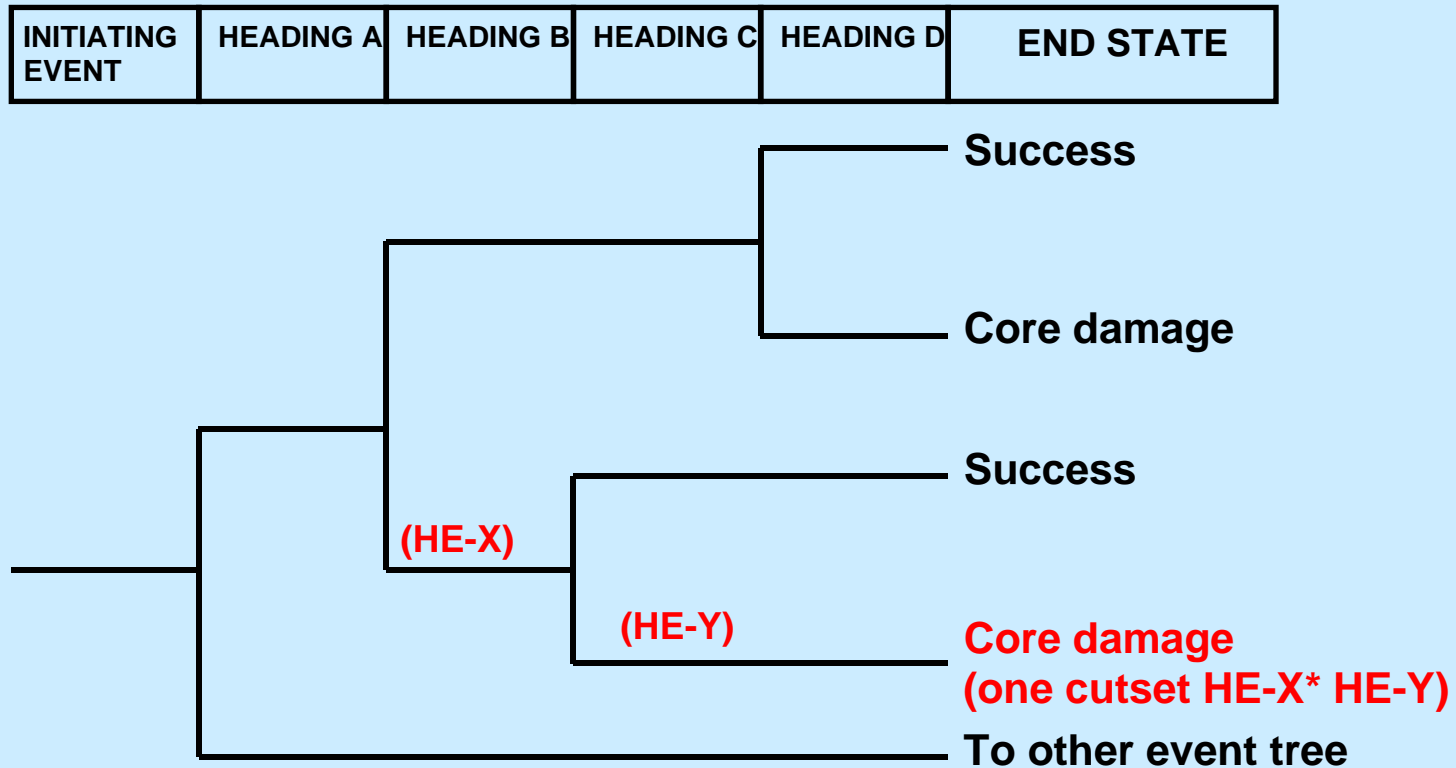 INITIATING
EVENT
HEADING A
HEADING B
HEADING C
HEADING D
END STATE
Success
Core damage
Success
(HE-X)
(HE-Y)
Core damage
(one cutset HE-X* HE-Y)
To other event tree